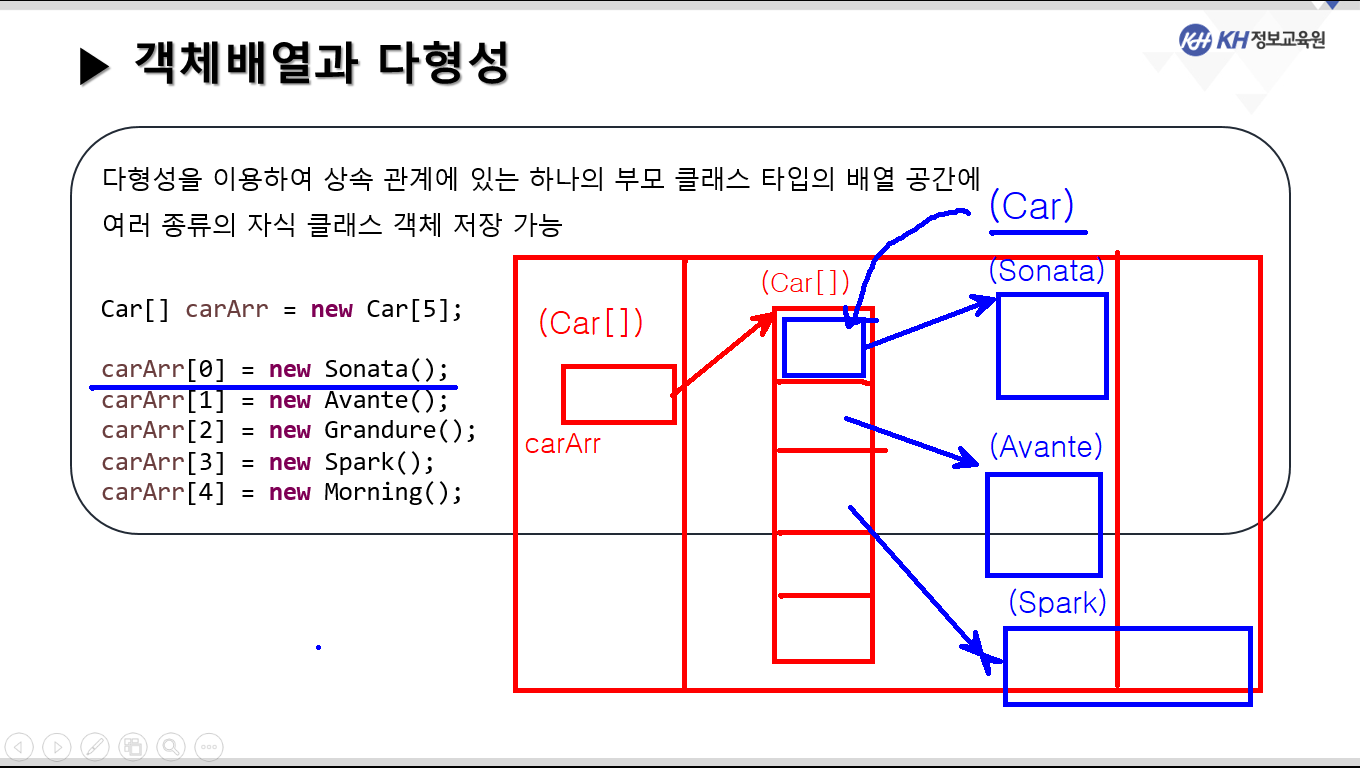 KH KH정보교육원
▶ 객체배열과 다형성
다형성을 이용하여 상속 관계에 있는 하나의 부모 클래스 타입의 배열 공간에
여러 종류의 자식 클래스 객체 저장 가능
Car[] carArr = new Car[5];
carArr[0] = new Sonata();
carArr[1] = new Avante();
carArr[2] = new Grandure();
carArr[3] = new Spark();
carArr[4] = new Morning();
(Car[])
carArr
(Car[])
(Car)
(Sonata)
(Avante)
(Spark)